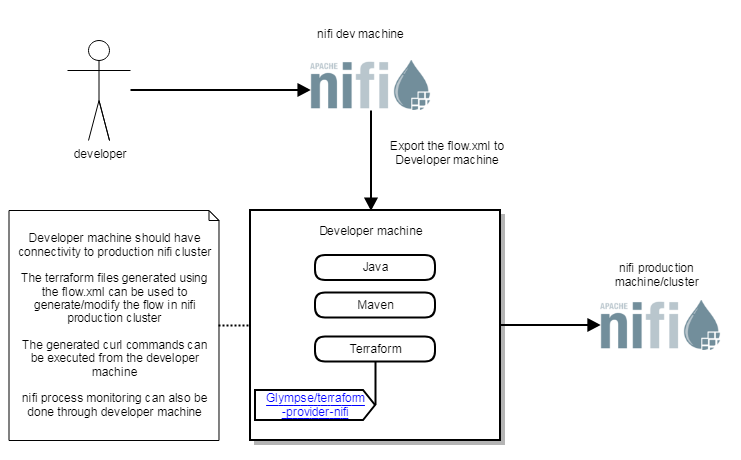 nifi dev machine
APACHE
nifi
developer
Export the flow.xml to
Developer machine
Developer machine should have
connectivity to production nifi cluster
The terraform files generated using
the flow.xml can be used to
generate/modify the flow in nifi
production cluster
The generated curl commands can
be executed from the developer
machine
nifi process monitoring can also be
done through developer machine
Developer machine
Java
Maven
Terraform
Glympse/terraform
-provider-nifi
nifi production
machine/cluster
APACHE
nifi